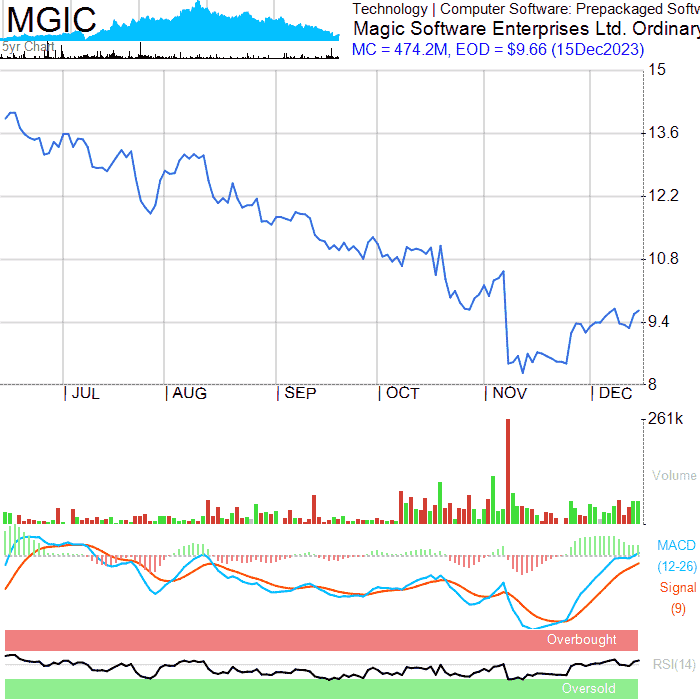 MGIC
5yr Chart
Technology | Computer Software: Prepackaged Softw
Magic Software Enterprises Ltd. Ordinary
MC = 474.2M, EOD = $9.66 (15Dec2023)
15
13.6
12.2
10.8
9.4
8
| JUL | AUG | SEP | OCT | NOV | DEC
261k
Volume
MACD
(12-26)
Signal
(9)
Overbought
RSI(14)
Oversold